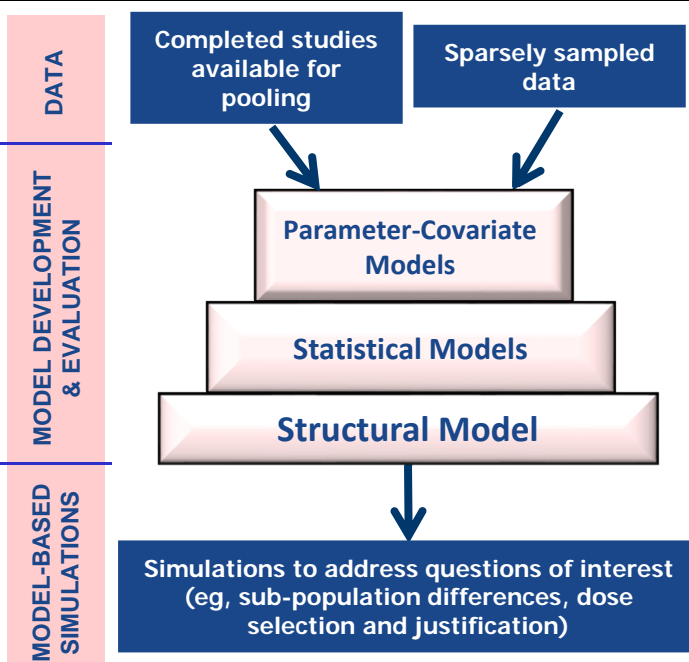 DATA
Completed studies
available for
pooling
Sparsely sampled
data
MODEL DEVELOPMENT
& EVALUATION
Parameter-Covariate
Models
Statistical Models
Structural Model
MODEL-BASED
SIMULATIONS
Simulations to address questions of interest
(eg, sub-population differences, dose
selection and justification)